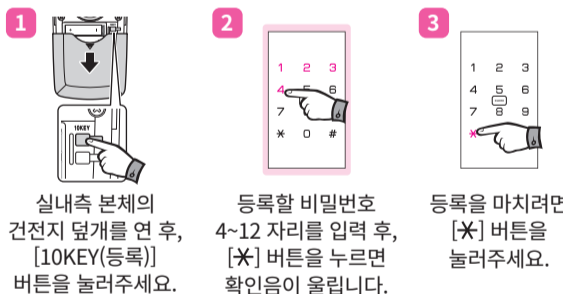 1
10KEY
실내측 본체의
건전지 덮개를 연 후,
[10KEY(등록)]
버튼을 눌러주세요.
2
1 2 3
4 5 6
7
* 0 #
등록할 비밀번호
4~12 자리를 입력 후,
[*] 버튼을 누르면
확인음이 울립니다.
3
1 2 3
4 5 6
7 8 9
*
등록을 마치려면
[*] 버튼을
눌러주세요.